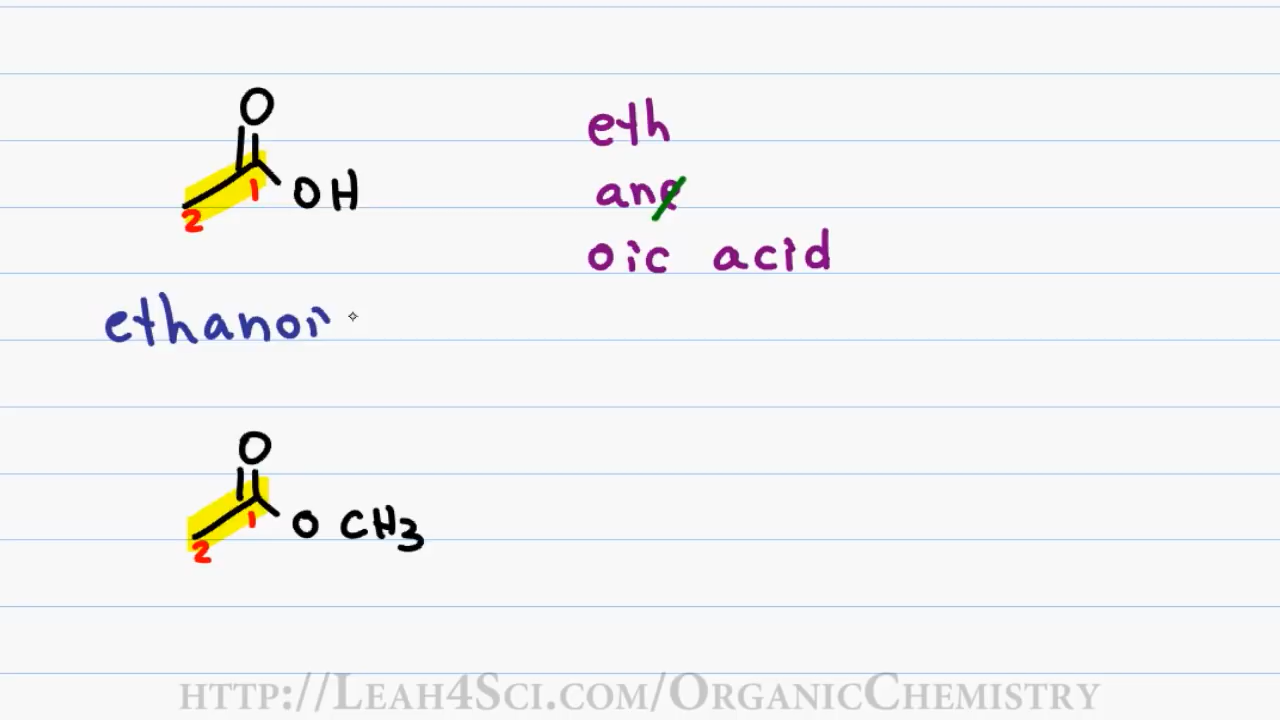 O
OH
1
2
eth
ane
oic acid
ethanoi
O
O CH3
1
2
HTTP://LEAH4SCI.COM/ORGANICCHEMISTRY